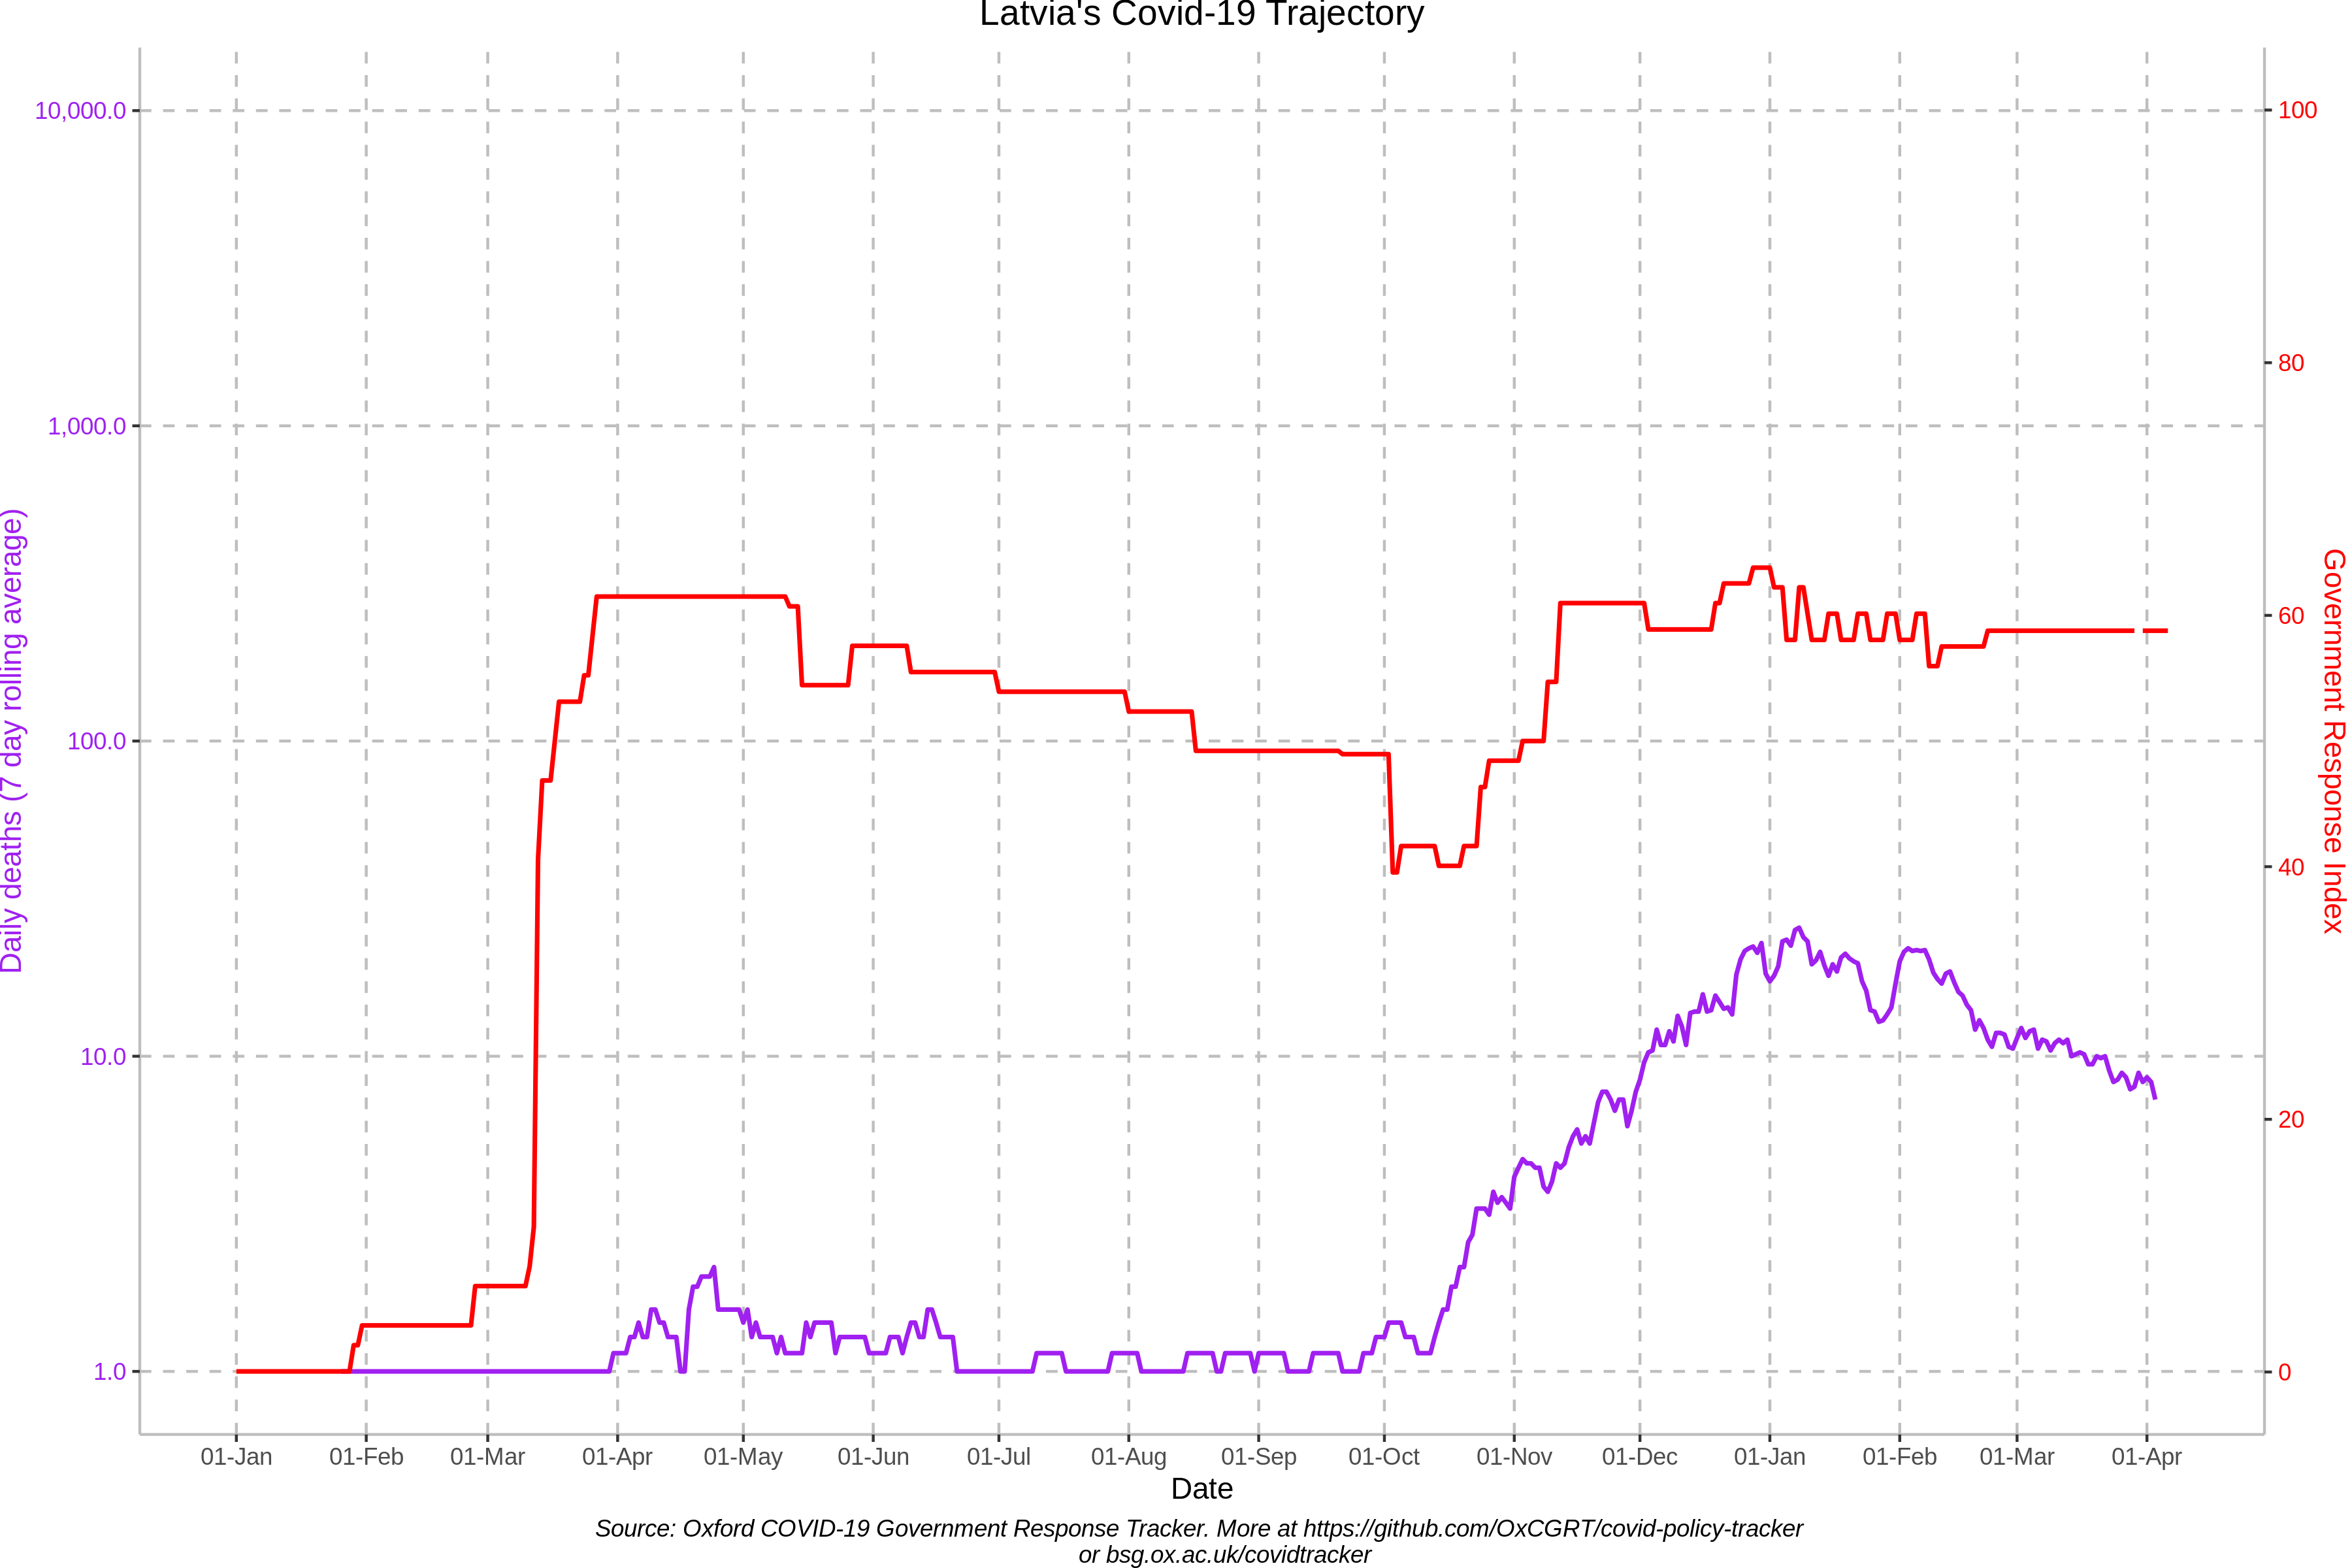 Latvia's Covid-19 Trajectory
10,000.0
1,000.0
100.0
10.0
1.0
Daily deaths (7 day rolling average)
100
80
60
40
20
0
Government Response Index
01-Jan 01-Feb 01-Mar 01-Apr 01-May 01-Jun 01-Jul 01-Aug 01-Sep 01-Oct 01-Nov 01-Dec 01-Jan 01-Feb 01-Mar 01-Apr
Date
Source: Oxford COVID-19 Government Response Tracker. More at https://github.com/OxCGRT/covid-policy-tracker
or bsg.ox.ac.uk/covidtracker